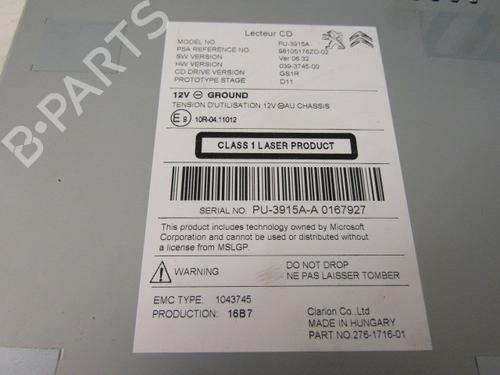 Lecteur CD
MODEL NO. PU-3915A
PSA REFERENCE NO. 98105176ZD-02
SW VERSION Ver 06.32
HW VERSION 039-3745-00
CD DRIVE VERSION GS1R
PROTOTYPE STAGE D11
12V ⊖ GROUND
TENSION D'UTILISATION 12V ⊖AU CHASSIS
E9 10R-04.11012
CLASS 1 LASER PRODUCT
SERIAL NO. PU-3915A-A 0167927
This product includes technology owned by Microsoft
Corporation and cannot be used or distributed without
a license from MSLGP.
WARNING DO NOT DROP
NE PAS LAISSER TOMBER
EMC TYPE: 1043745
PRODUCTION: 16B7
Clarion Co.,Ltd
MADE IN HUNGARY
PART NO.276-1716-01
B-PARTS